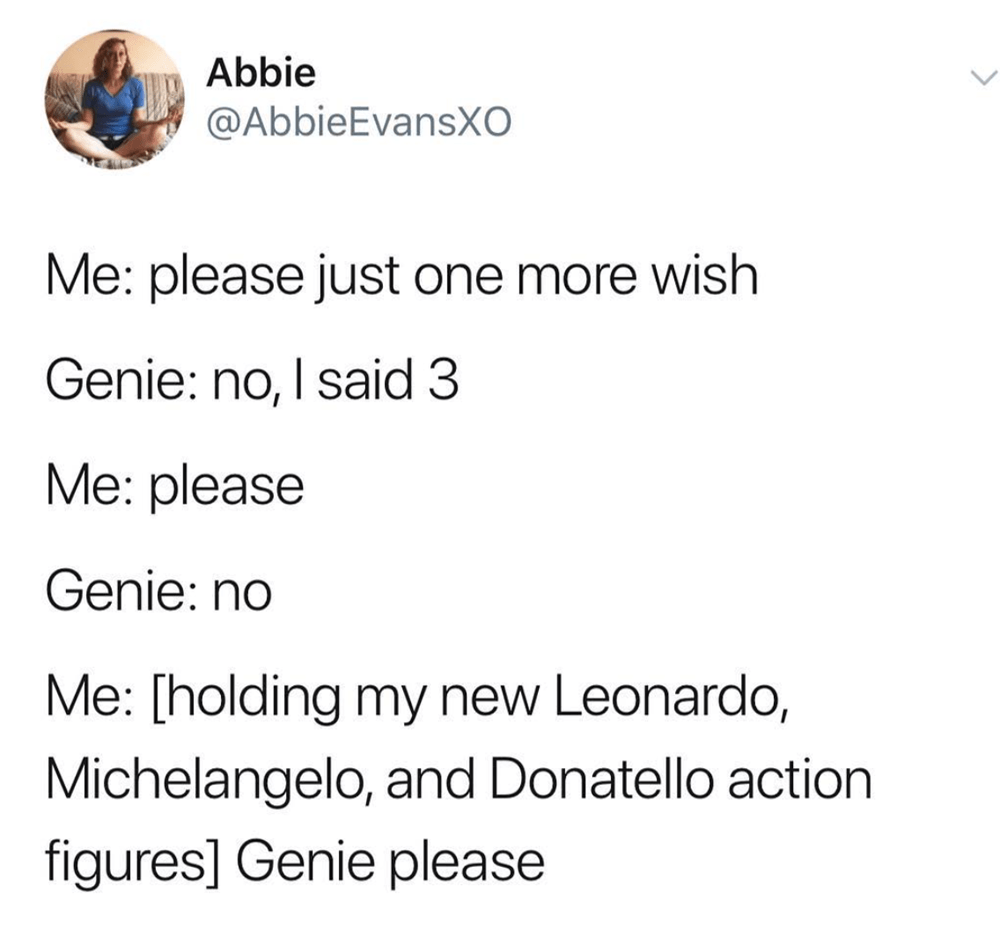 Abbie
@AbbieEvansXO
Me: please just one more wish
Genie: no, I said 3
Me: please
Genie: no
Me: [holding my new Leonardo,
Michelangelo, and Donatello action
figures] Genie please